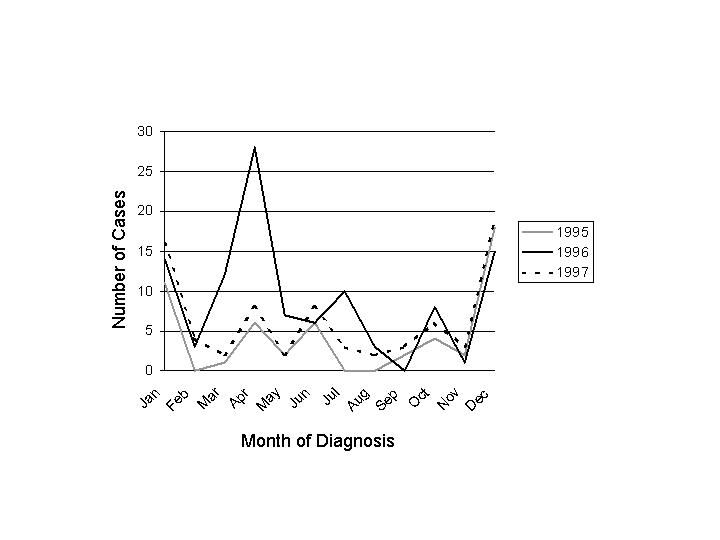 30
25
20
15
10
5
0
Number of Cases
Jan
Feb
Mar
Apr
May
Jun
Jul
Aug
Sep
Oct
Nov
Dec
Month of Diagnosis
1995
1996
1997